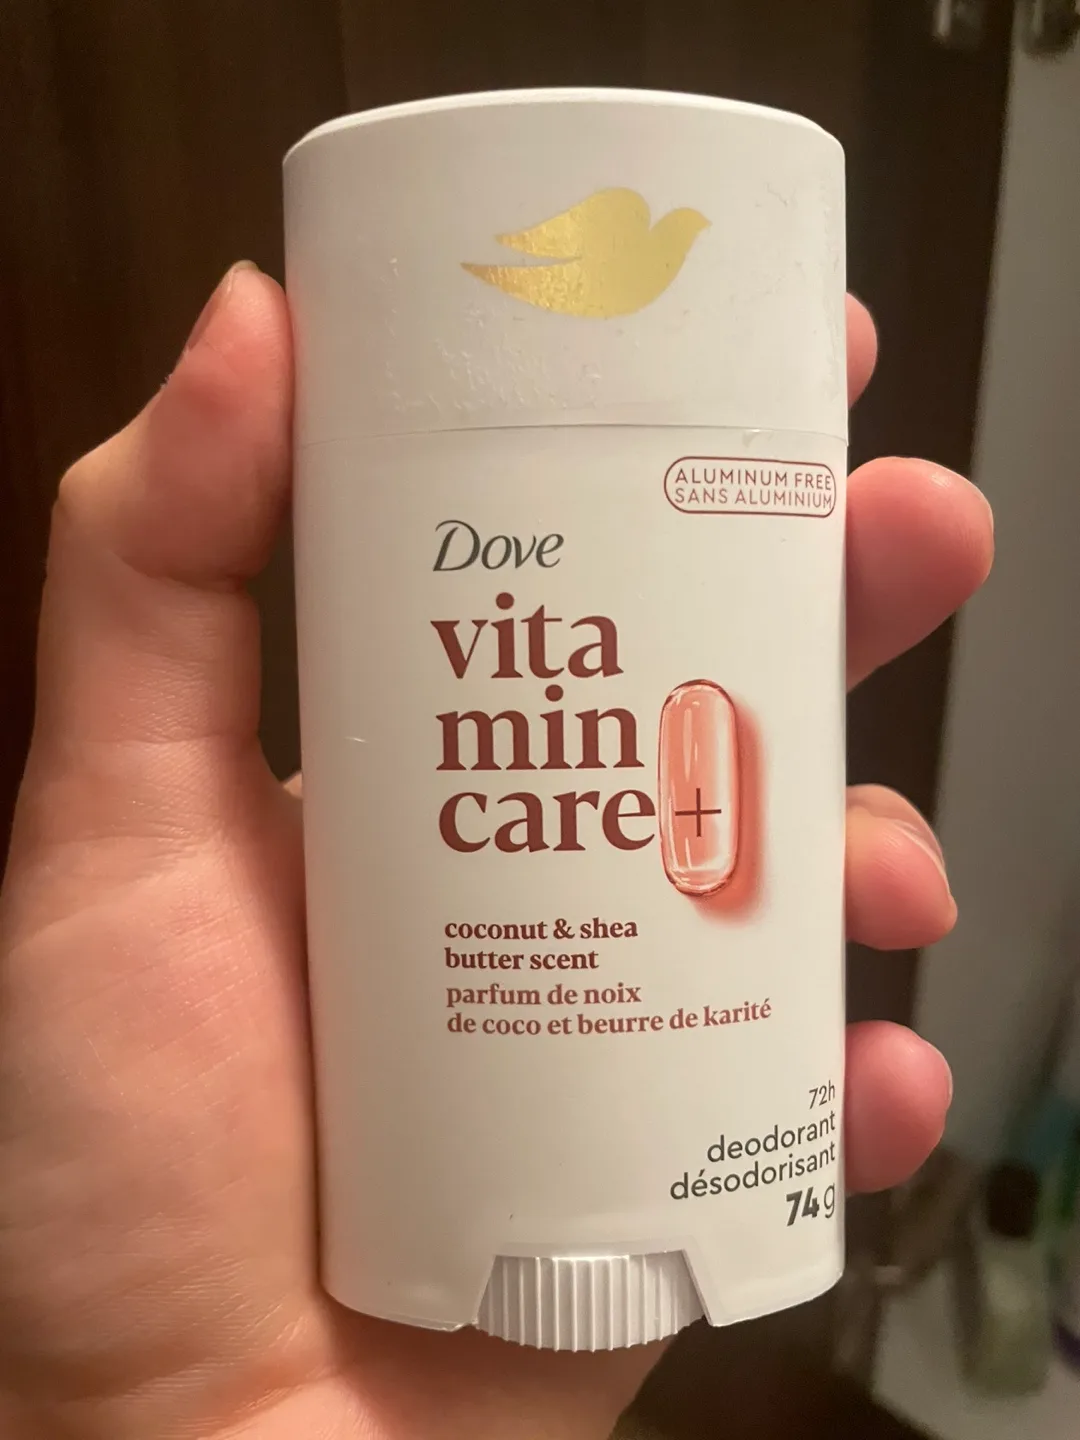 ALUMINUM FREE
SANS ALUMINIUM
Dove
vita
min
care+
coconut & shea
butter scent
parfum de noix
de coco et beurre de karité
72h
deodorant
désodorisant
74g